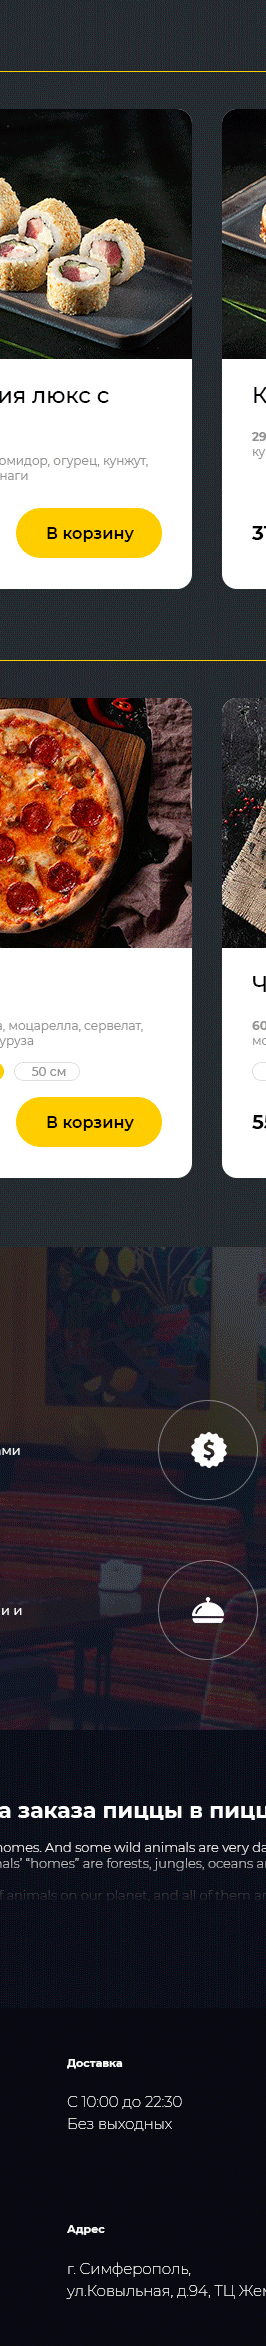 ия люкс с
К
омидор, огурец, кунжут,
наги
29
ку
В корзину
Ч
, моцарелла, сервелат,
уруза
60
мо
50 см
В корзину
55
ами
$
и и
а заказа пиццы в пицц
homes. And some wild animals are very da
als’ “homes” are forests, jungles, oceans a
f animals on our planet, and all of them ar
Доставка
С 10:00 до 22:30
Без выходных
Адрес
г. Симферополь,
ул.Ковыльная, д.94, ТЦ Жем